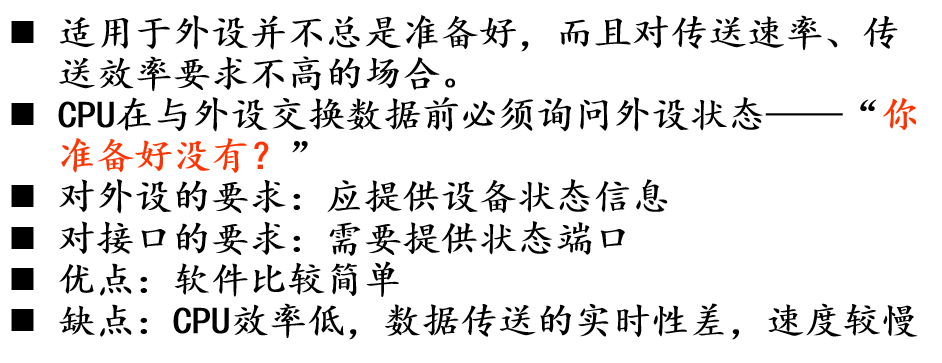 ■ 适用于外设并不总是准备好，而且对传送速率、传
送效率要求不高的场合。
■ CPU在与外设交换数据前必须询问外设状态——“你
准备好没有？”
■ 对外设的要求：应提供设备状态信息
■ 对接口的要求：需要提供状态端口
■ 优点：软件比较简单
■ 缺点：CPU效率低，数据传送的实时性差，速度较慢